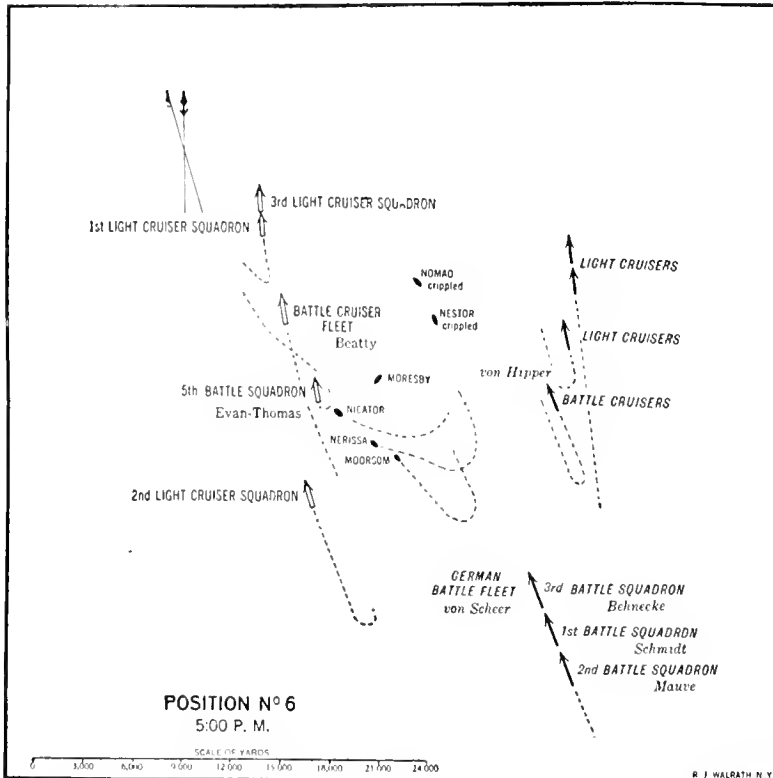 3rd LIGHT CRUISER SQUADRON
1st LIGHT CRUISER SQUADRON
LIGHT CRUISERS
NOMAD
crippled
BATTLE CRUISER
FLEET
Beatty
NESTOR
crippled
LIGHT CRUISERS
von Hipper
MORESBY
5th BATTLE SQUADRON
Evan-Thomas
NICATOR
BATTLE CRUISERS
NERISSA
MOORSOM
2nd LIGHT CRUISER SQUADRON
GERMAN
BATTLE FLEET
von Scheer
3rd BATTLE SQUADRON
Behnecke
1st BATTLE SQUADRON
Schmidt
2nd BATTLE SQUADRON
Mauve
POSITION Nº 6
5:00 P. M.
SCALE OF YARDS
0 3,000 6,000 9,000 12,000 15,000 18,000 21,000 24,000
R. J. WALRATH N. Y.